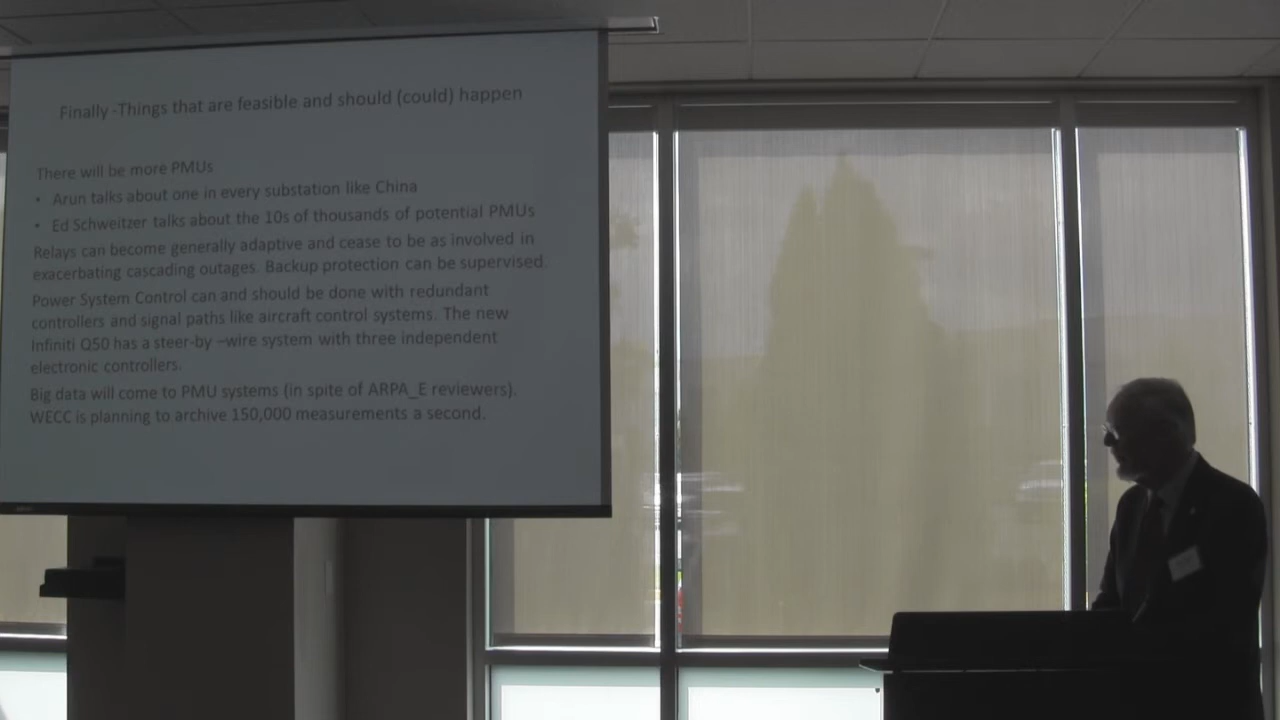 Finally -Things that are feasible and should (could) happen
There will be more PMUs
• Arun talks about one in every substation like China
• Ed Schweitzer talks about the 10s of thousands of potential PMUs
Relays can become generally adaptive and cease to be as involved in
exacerbating cascading outages. Backup protection can be supervised.
Power System Control can and should be done with redundant
controllers and signal paths like aircraft control systems. The new
Infiniti Q50 has a steer-by –wire system with three independent
electronic controllers.
Big data will come to PMU systems (in spite of ARPA_E reviewers).
WECC is planning to archive 150,000 measurements a second.